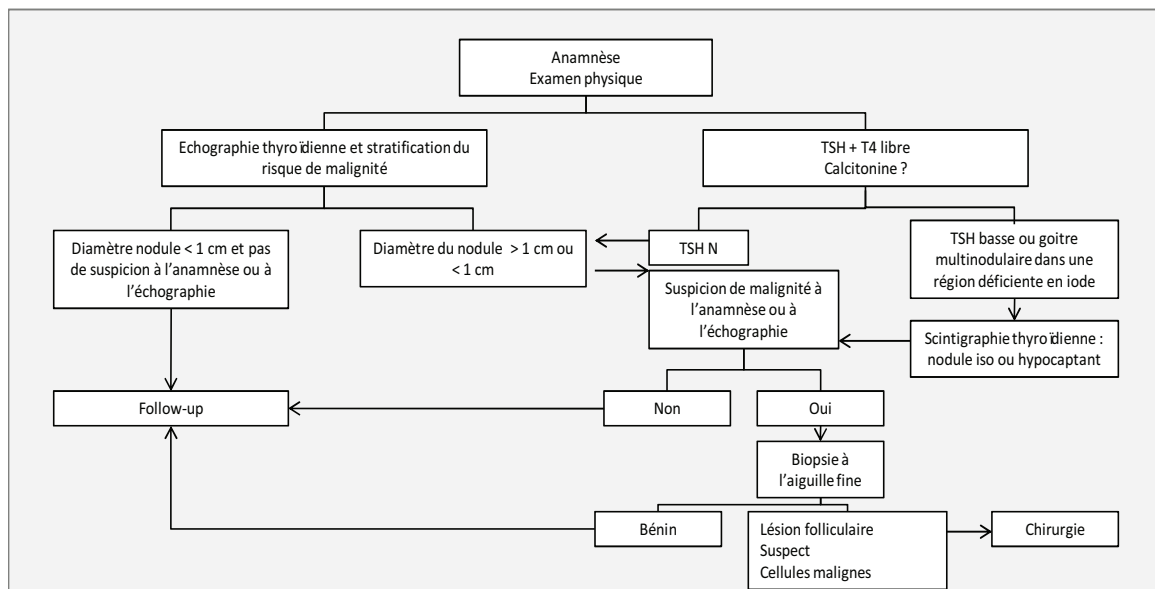 Anamnèse
Examen physique
Echographie thyroïdienne et stratification du
risque de malignité
TSH + T4 libre
Calcitonine ?
Diamètre nodule < 1 cm et pas
de suspicion à l'anamnèse ou à
l'échographie
Diamètre du nodule > 1 cm ou
< 1 cm
TSH N
TSH basse ou goitre
multinodulaire dans une
région déficiente en iode
Suspicion de malignité à
l'anamnèse ou à
l'échographie
Scintigraphie thyroïdienne :
nodule iso ou hypocaptant
Follow-up
Non
Oui
Biopsie à
l'aiguille fine
Bénin
Lésion folliculaire
Suspect
Cellules malignes
Chirurgie